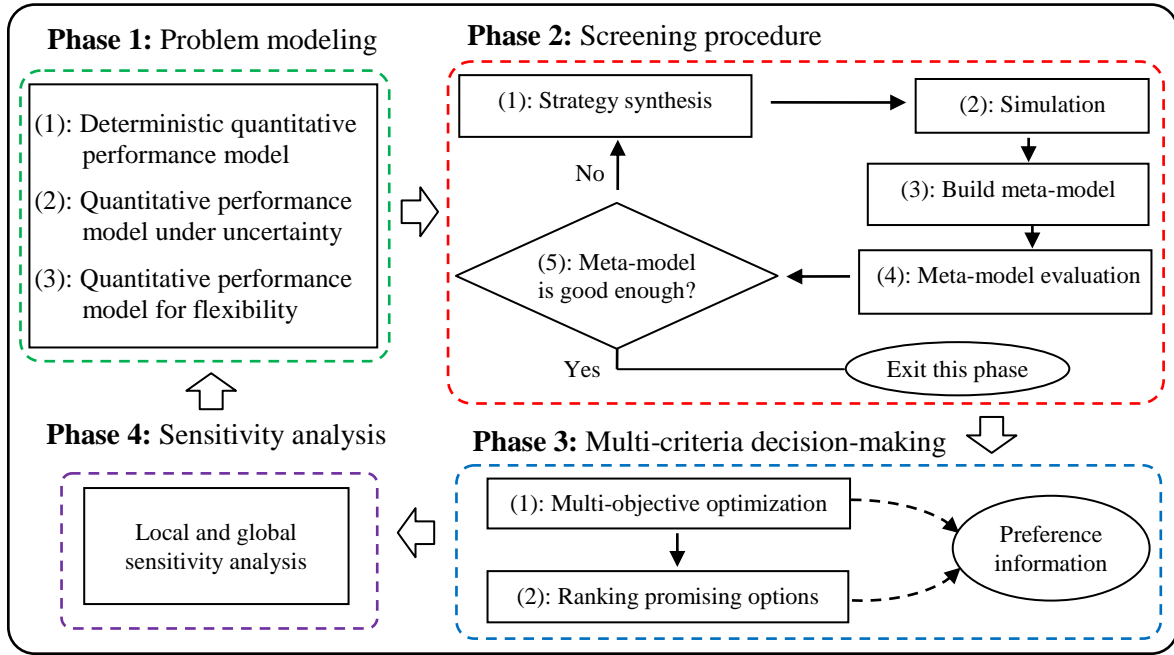 Phase 1: Problem modeling
(1): Deterministic quantitative
performance model
(2): Quantitative performance
model under uncertainty
(3): Quantitative performance
model for flexibility
Phase 2: Screening procedure
(1): Strategy synthesis
(2): Simulation
No
(3): Build meta-model
(5): Meta-model
is good enough?
(4): Meta-model evaluation
Yes
Exit this phase
Phase 4: Sensitivity analysis
Local and global
sensitivity analysis
Phase 3: Multi-criteria decision-making
(1): Multi-objective optimization
(2): Ranking promising options
Preference
information